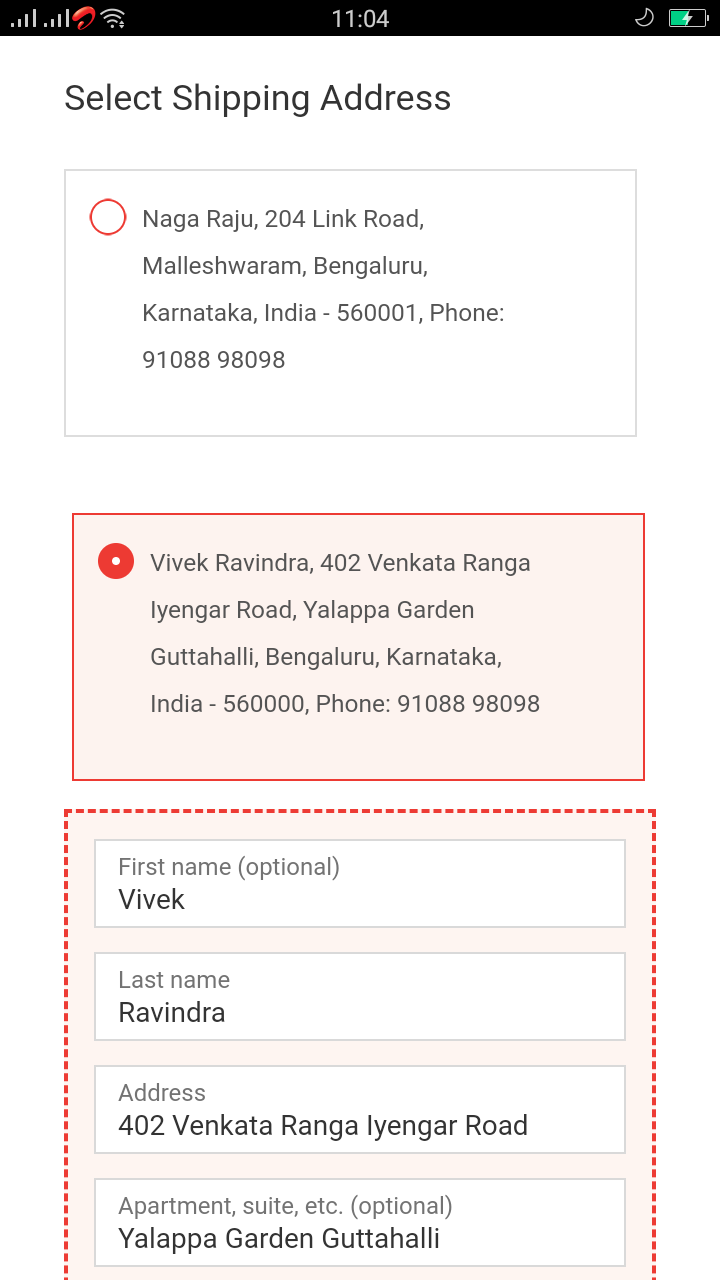 11:04
Select Shipping Address
Naga Raju, 204 Link Road,
Malleshwaram, Bengaluru,
Karnataka, India - 560001, Phone:
91088 98098
Vivek Ravindra, 402 Venkata Ranga
Iyengar Road, Yalappa Garden
Guttahalli, Bengaluru, Karnataka,
India - 560000, Phone: 91088 98098
First name (optional)
Vivek
Last name
Ravindra
Address
402 Venkata Ranga Iyengar Road
Apartment, suite, etc. (optional)
Yalappa Garden Guttahalli